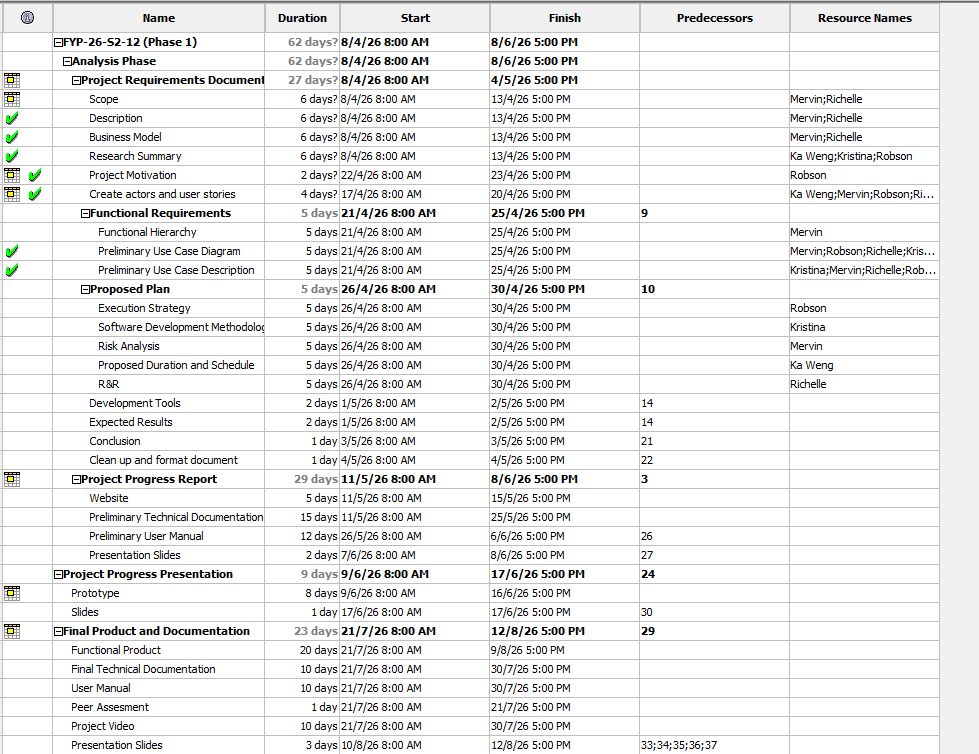 Name Duration Start Finish Predecessors Resource Names
FYP-26-S2-12 (Phase 1) 62 days? 8/4/26 8:00 AM 8/6/26 5:00 PM
Analysis Phase 62 days? 8/4/26 8:00 AM 8/6/26 5:00 PM
Project Requirements Document 27 days? 8/4/26 8:00 AM 4/5/26 5:00 PM
Scope 6 days? 8/4/26 8:00 AM 13/4/26 5:00 PM Mervin;Richelle
Description 6 days? 8/4/26 8:00 AM 13/4/26 5:00 PM Mervin;Richelle
Business Model 6 days? 8/4/26 8:00 AM 13/4/26 5:00 PM Mervin;Richelle
Research Summary 6 days? 8/4/26 8:00 AM 13/4/26 5:00 PM Ka Weng;Kristina;Robson
Project Motivation 2 days? 22/4/26 8:00 AM 23/4/26 5:00 PM Robson
Create actors and user stories 4 days? 17/4/26 8:00 AM 20/4/26 5:00 PM Ka Weng;Mervin;Robson;Ri...
Functional Requirements 5 days 21/4/26 8:00 AM 25/4/26 5:00 PM 9
Functional Hierarchy 5 days 21/4/26 8:00 AM 25/4/26 5:00 PM Mervin
Preliminary Use Case Diagram 5 days 21/4/26 8:00 AM 25/4/26 5:00 PM Mervin;Robson;Richelle;Kris...
Preliminary Use Case Description 5 days 21/4/26 8:00 AM 25/4/26 5:00 PM Kristina;Mervin;Richelle;Rob...
Proposed Plan 5 days 26/4/26 8:00 AM 30/4/26 5:00 PM 10
Execution Strategy 5 days 26/4/26 8:00 AM 30/4/26 5:00 PM Robson
Software Development Methodolog 5 days 26/4/26 8:00 AM 30/4/26 5:00 PM Kristina
Risk Analysis 5 days 26/4/26 8:00 AM 30/4/26 5:00 PM Mervin
Proposed Duration and Schedule 5 days 26/4/26 8:00 AM 30/4/26 5:00 PM Ka Weng
R&R 5 days 26/4/26 8:00 AM 30/4/26 5:00 PM Richelle
Development Tools 2 days 1/5/26 8:00 AM 2/5/26 5:00 PM 14
Expected Results 2 days 1/5/26 8:00 AM 2/5/26 5:00 PM 14
Conclusion 1 day 3/5/26 8:00 AM 3/5/26 5:00 PM 21
Clean up and format document 1 day 4/5/26 8:00 AM 4/5/26 5:00 PM 22
Project Progress Report 29 days 11/5/26 8:00 AM 8/6/26 5:00 PM 3
Website 5 days 11/5/26 8:00 AM 15/5/26 5:00 PM
Preliminary Technical Documentation 15 days 11/5/26 8:00 AM 25/5/26 5:00 PM
Preliminary User Manual 12 days 26/5/26 8:00 AM 6/6/26 5:00 PM 26
Presentation Slides 2 days 7/6/26 8:00 AM 8/6/26 5:00 PM 27
Project Progress Presentation 9 days 9/6/26 8:00 AM 17/6/26 5:00 PM 24
Prototype 8 days 9/6/26 8:00 AM 16/6/26 5:00 PM
Slides 1 day 17/6/26 8:00 AM 17/6/26 5:00 PM 30
Final Product and Documentation 23 days 21/7/26 8:00 AM 12/8/26 5:00 PM 29
Functional Product 20 days 21/7/26 8:00 AM 9/8/26 5:00 PM
Final Technical Documentation 10 days 21/7/26 8:00 AM 30/7/26 5:00 PM
User Manual 10 days 21/7/26 8:00 AM 30/7/26 5:00 PM
Peer Assesment 1 day 21/7/26 8:00 AM 21/7/26 5:00 PM
Project Video 10 days 21/7/26 8:00 AM 30/7/26 5:00 PM
Presentation Slides 3 days 10/8/26 8:00 AM 12/8/26 5:00 PM 33;34;35;36;37